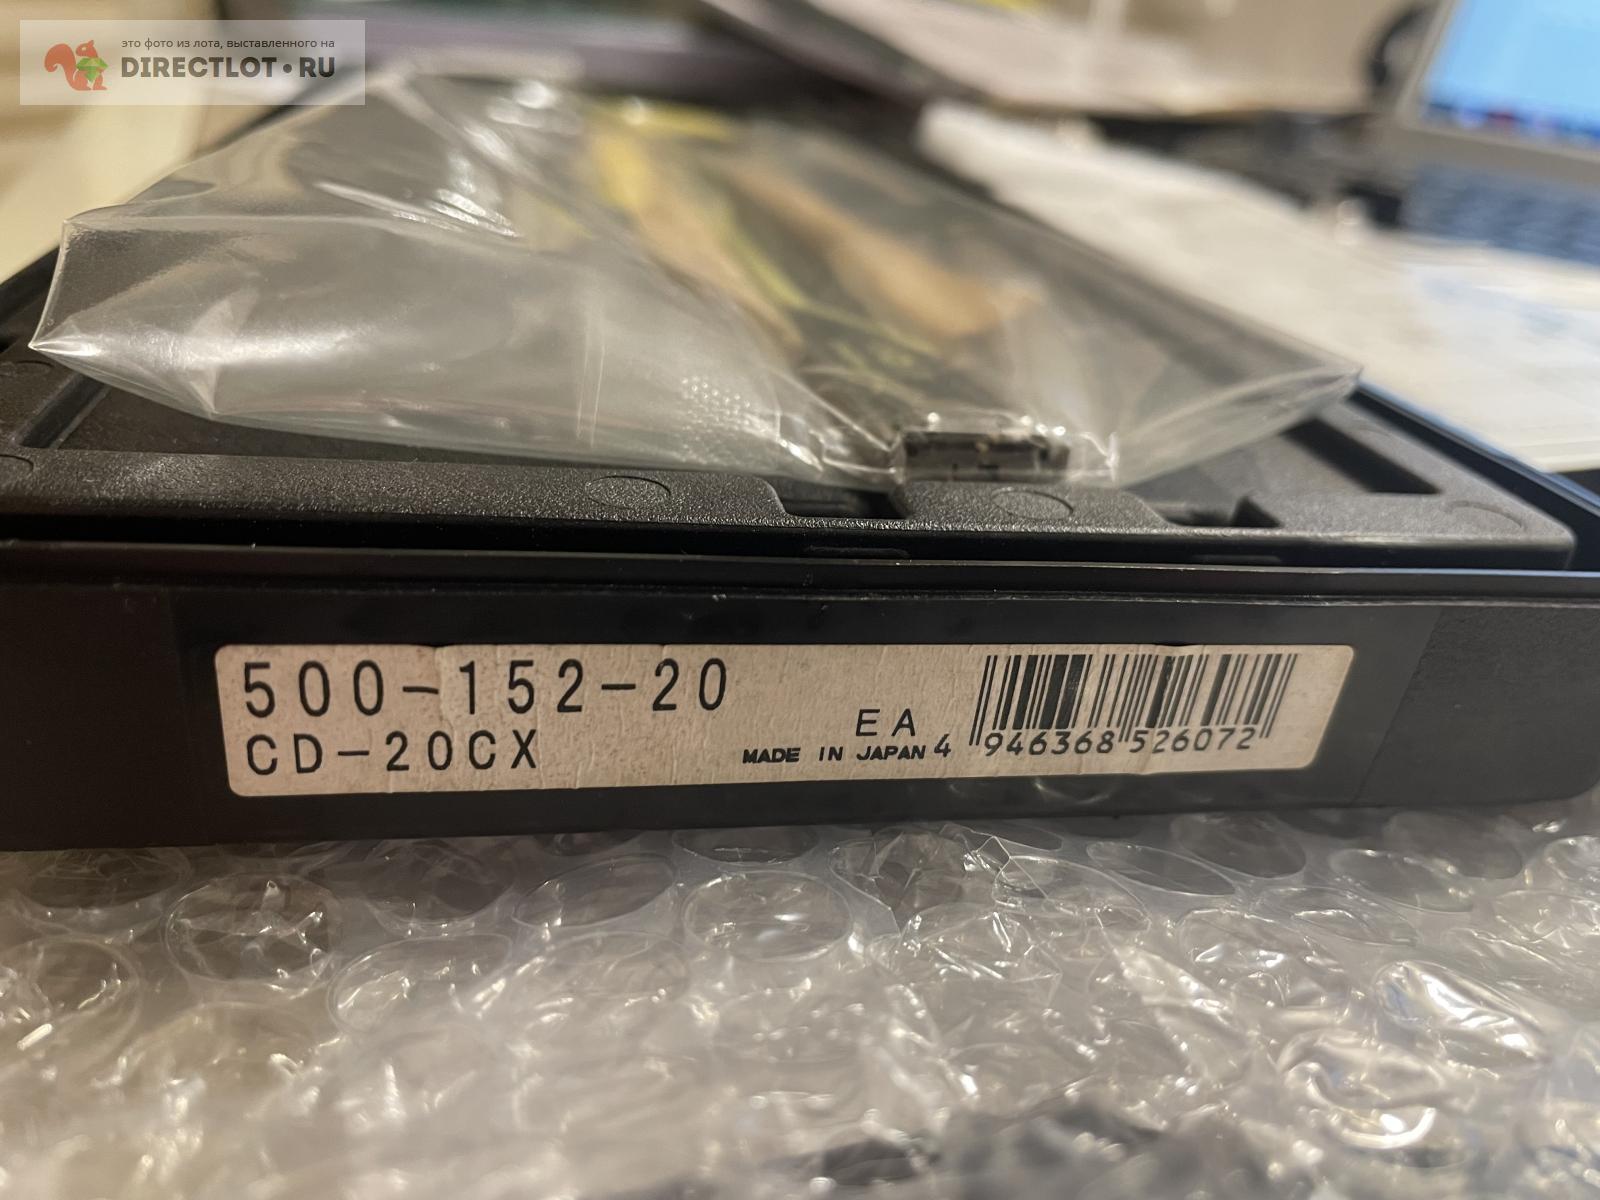 это фото из лота, выставленного на
DIRECTLOT•RU
500-152-20
CD-20CX
EA
MADE IN JAPAN
4 946368 526072